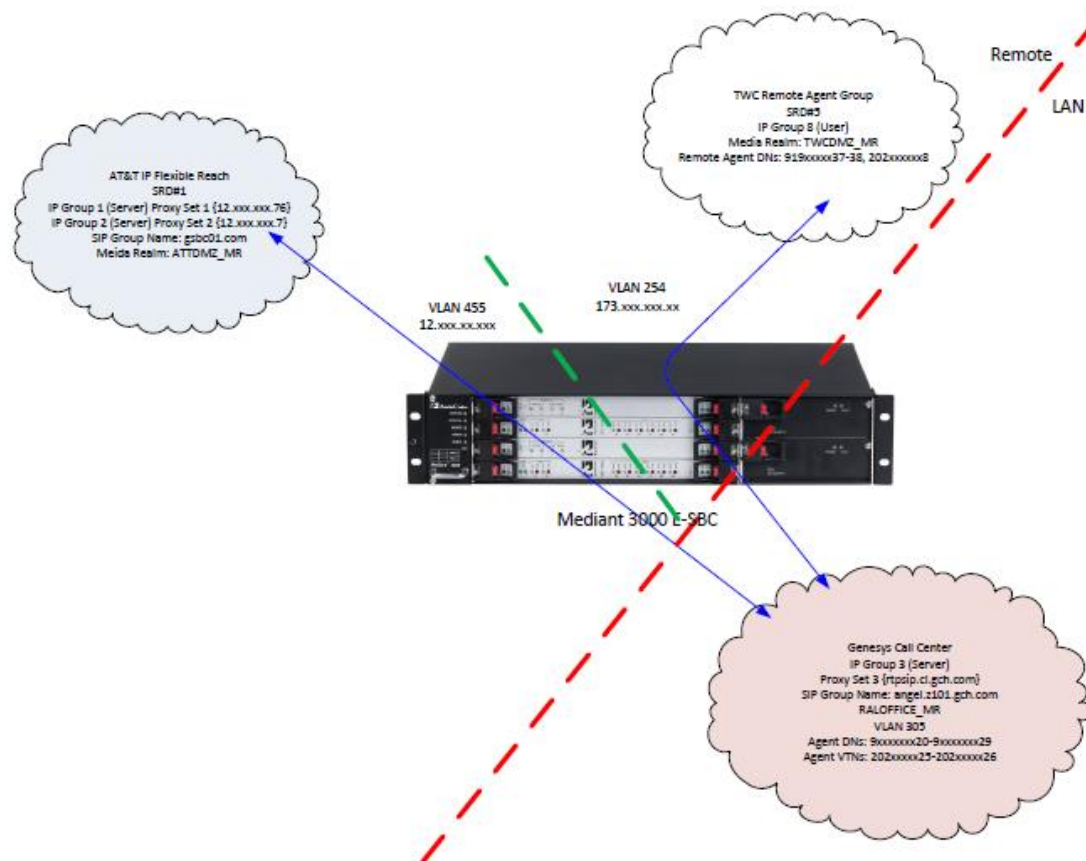 Remote
LAN
TWC Remote Agent Group
SRD#5
IP Group 8 (User)
Media Realm: TWCDMZ_MR
Remote Agent DNs: 919xxxxx37-38, 202xxxxxx8
AT&T IP Flexible Reach
SRD#1
IP Group 1 (Server) Proxy Set 1 {12.xxx.xxx.76}
IP Group 2 (Server) Proxy Set 2 {12.xxx.xxx.7}
SIP Group Name: gsbc01.com
Meida Realm: ATTDMZ_MR
VLAN 455
12.xxx.xx.xxx
VLAN 254
173.xxx.xxx.xx
Mediant 3000 E-SBC
Genesys Call Center
IP Group 3 (Server)
Proxy Set 3 {rtpsip.cl.gch.com}
SIP Group Name: angel.z101.gch.com
RALOFFICE_MR
VLAN 305
Agent DNs: 9xxxxxxx20-9xxxxxxx29
Agent VTNs: 202xxxxx25-202xxxxx26